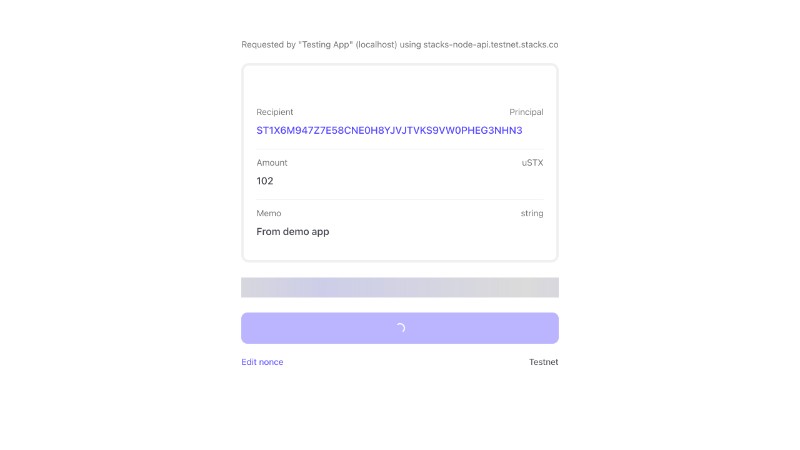 Requested by "Testing App" (localhost) using stacks-node-api.testnet.stacks.co
Recipient Principal
ST1X6M947Z7E58CNE0H8YJVJTVKS9VW0PHEG3NHN3
Amount uSTX
102
Memo string
From demo app
Edit nonce Testnet